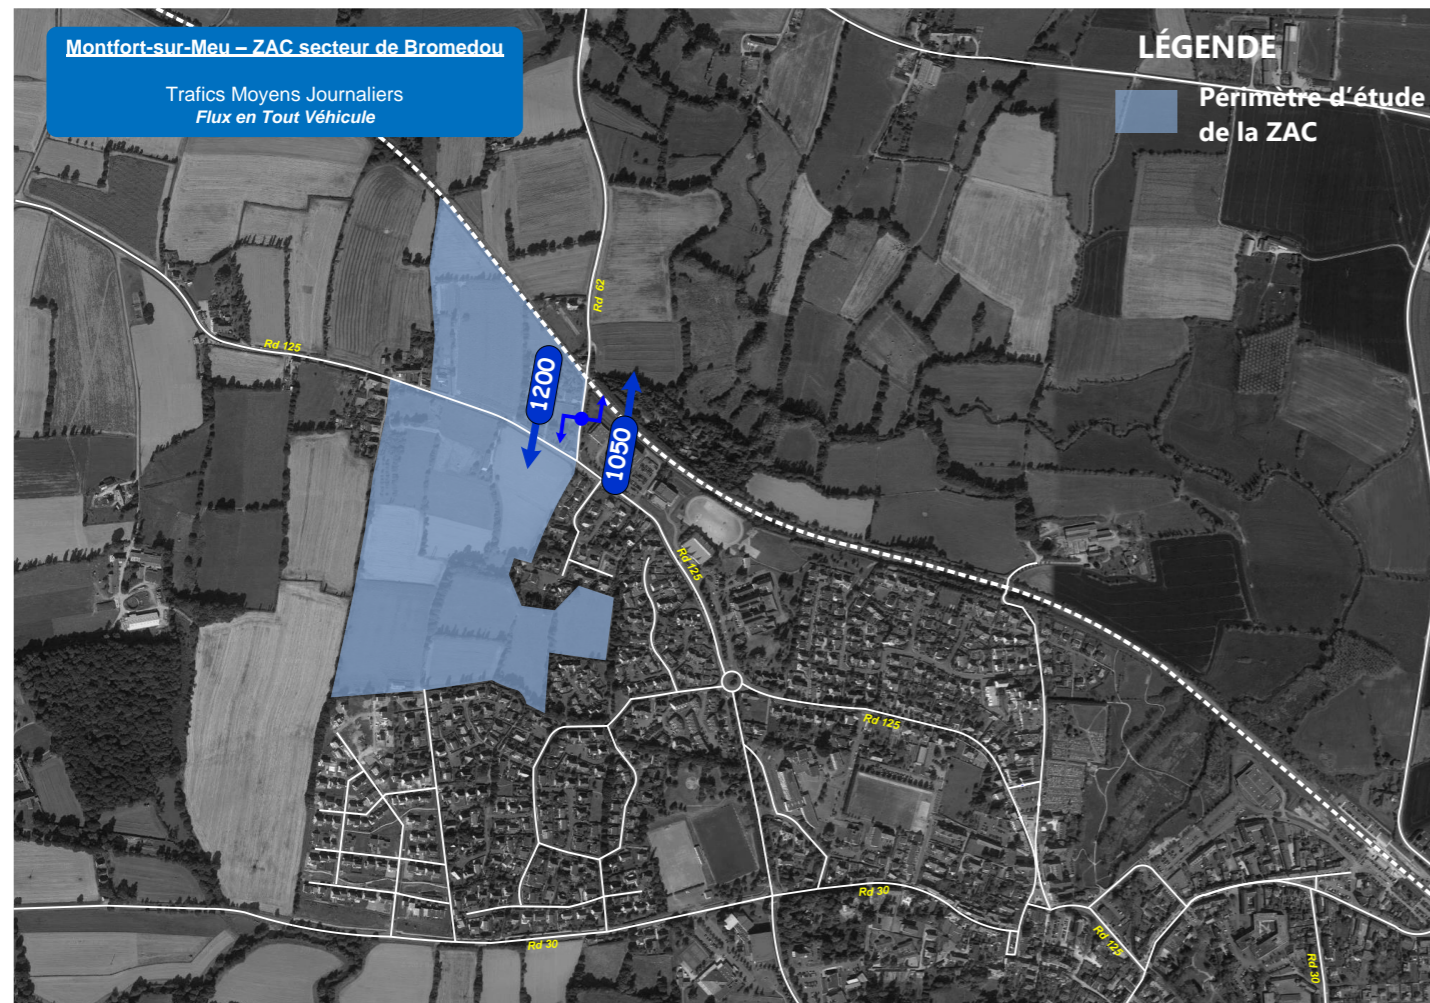 Montfort-sur-Meu – ZAC secteur de Bromedou
Trafics Moyens Journaliers
Flux en Tout Véhicule
LÉGENDE
Périmètre d'étude
de la ZAC
Rd 62
Rd 125
1200
1050
Rd 125
Rd 125
Rd 30
Rd 30
Rd 125
Rd 30